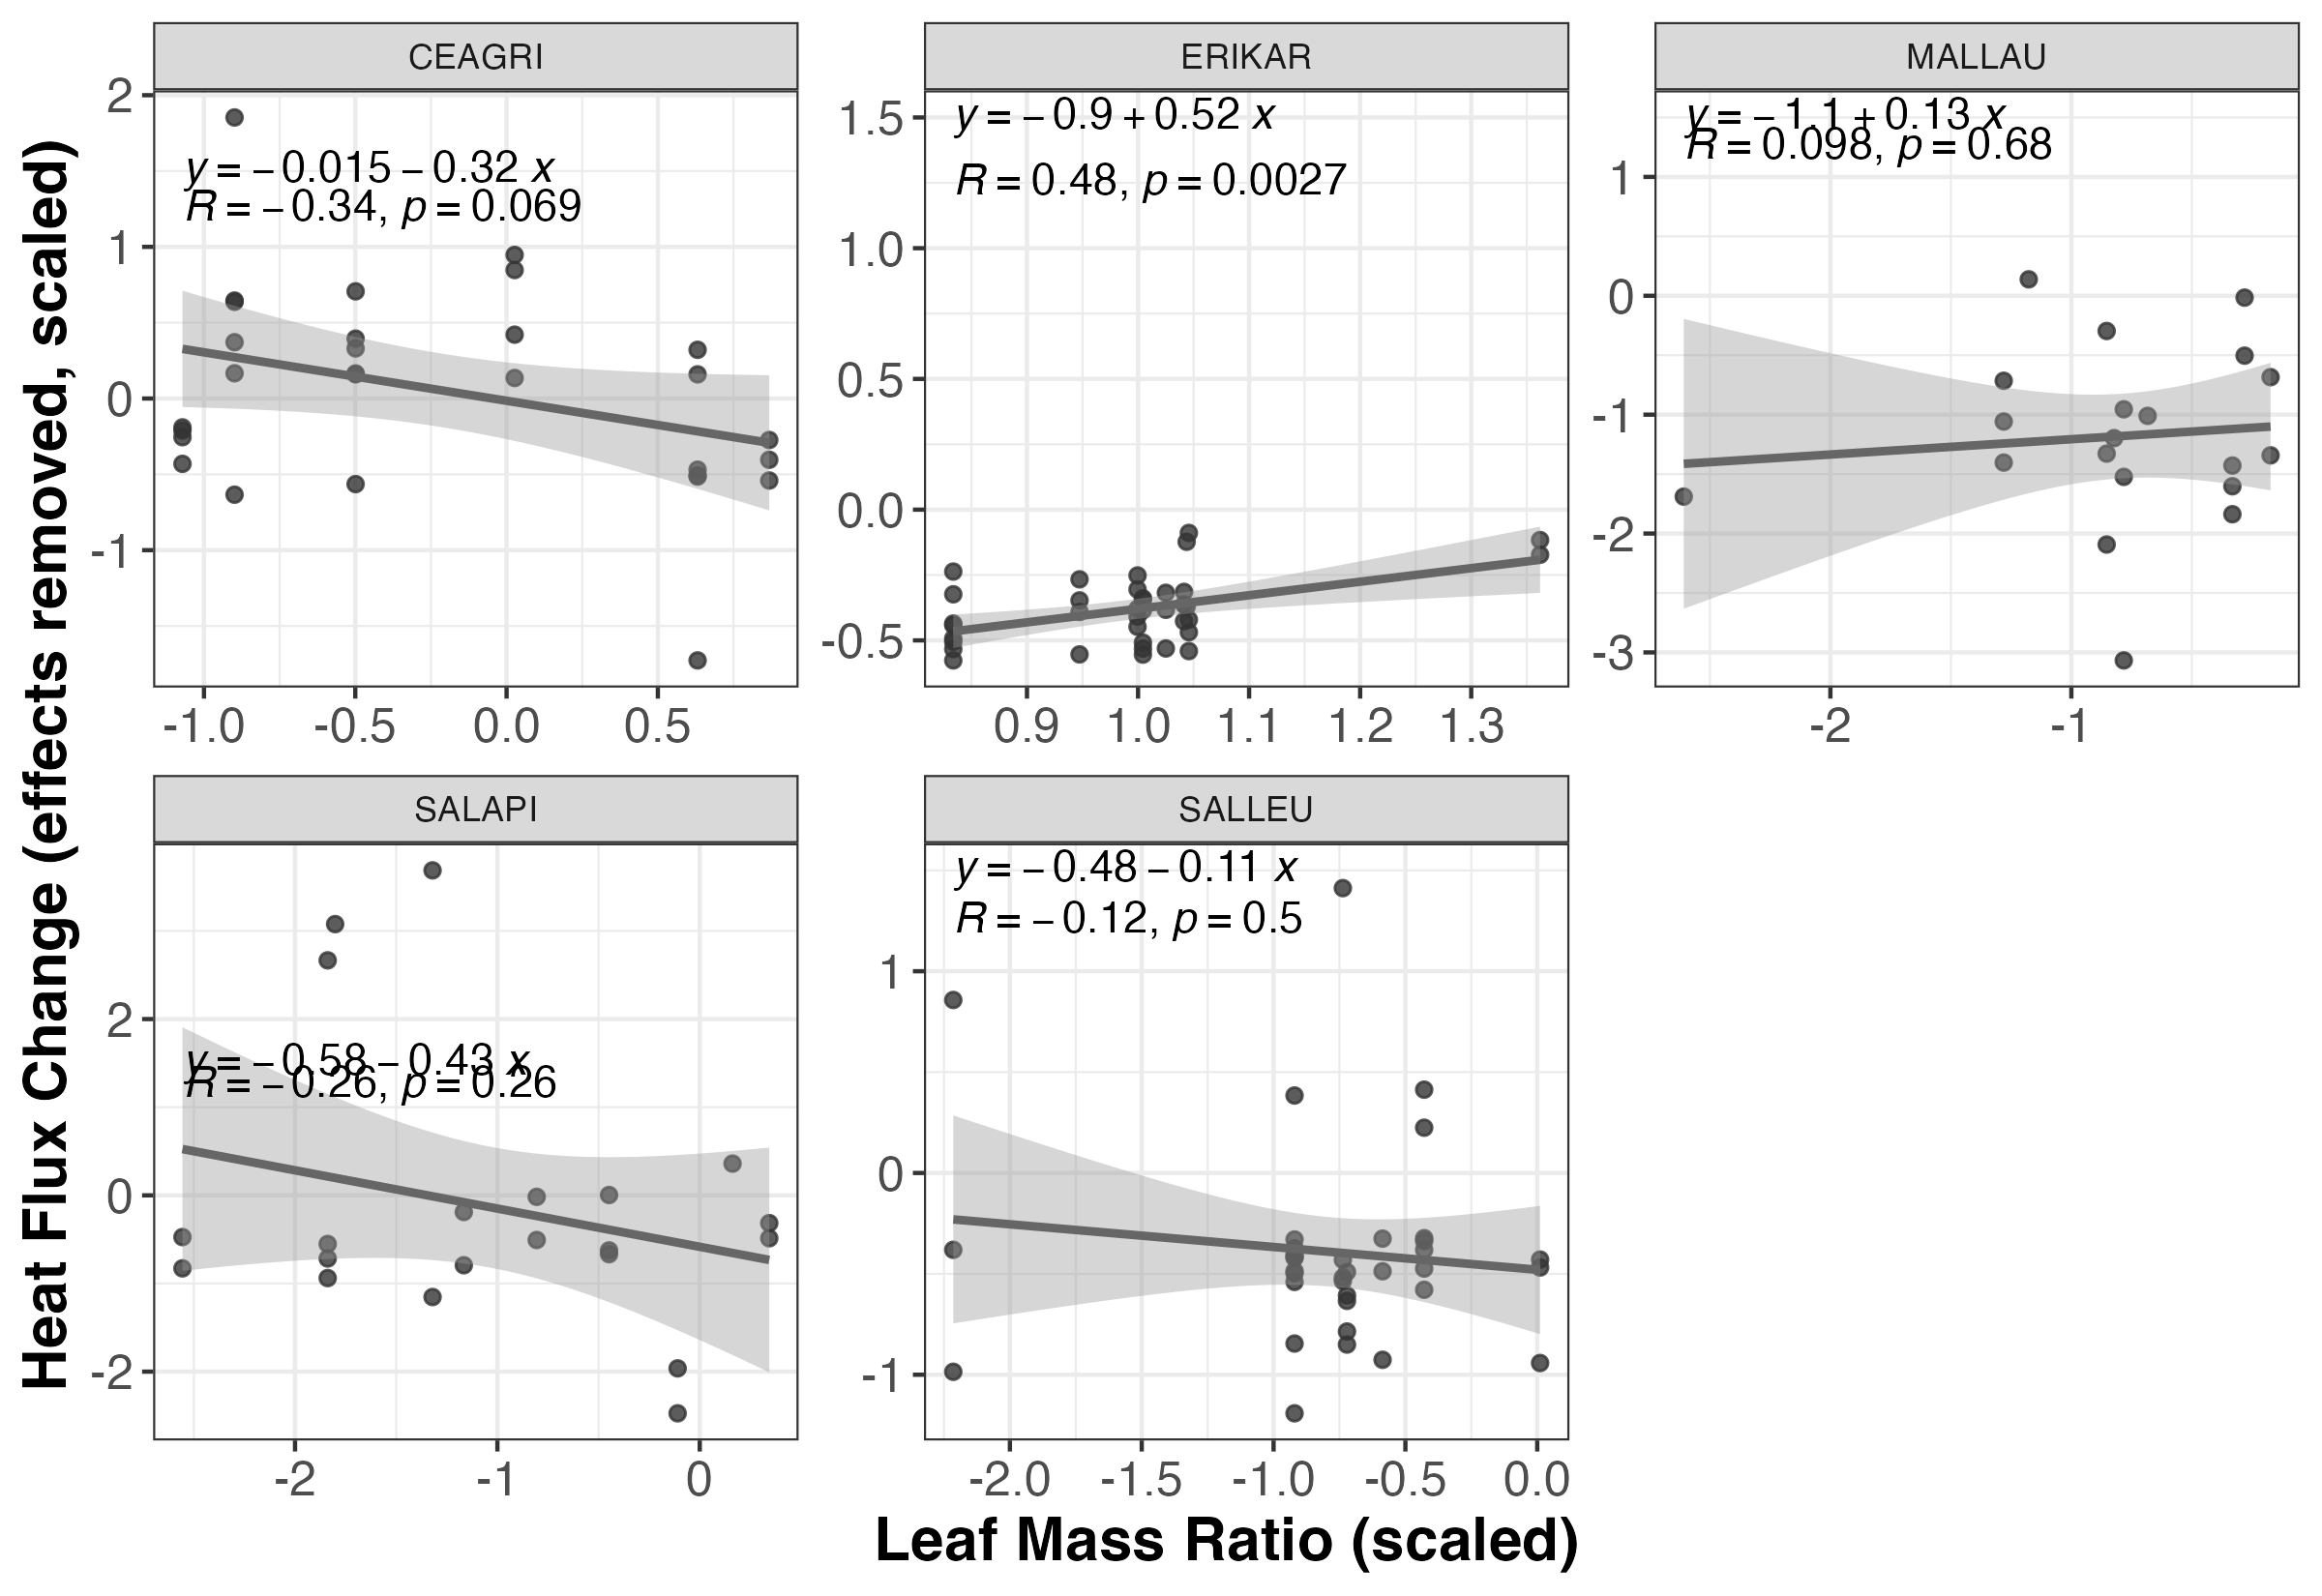 Heat Flux Change (effects removed, scaled)
CEAGRI
y = − 0.015 − 0.32 x
R = − 0.34, p = 0.069
2
1
0
-1
-1.0 -0.5 0.0 0.5
ERIKAR
y = − 0.9 + 0.52 x
R = 0.48, p = 0.0027
1.5
1.0
0.5
0.0
-0.5
0.9 1.0 1.1 1.2 1.3
MALLAU
y = − 1.1 + 0.13 x
R = 0.098, p = 0.68
1
0
-1
-2
-3
-2 -1
SALAPI
y = − 0.58 − 0.43 x
R = − 0.26, p = 0.26
2
0
-2
-2 -1 0
SALLEU
y = − 0.48 − 0.11 x
R = − 0.12, p = 0.5
1
0
-1
-2.0 -1.5 -1.0 -0.5 0.0
Leaf Mass Ratio (scaled)